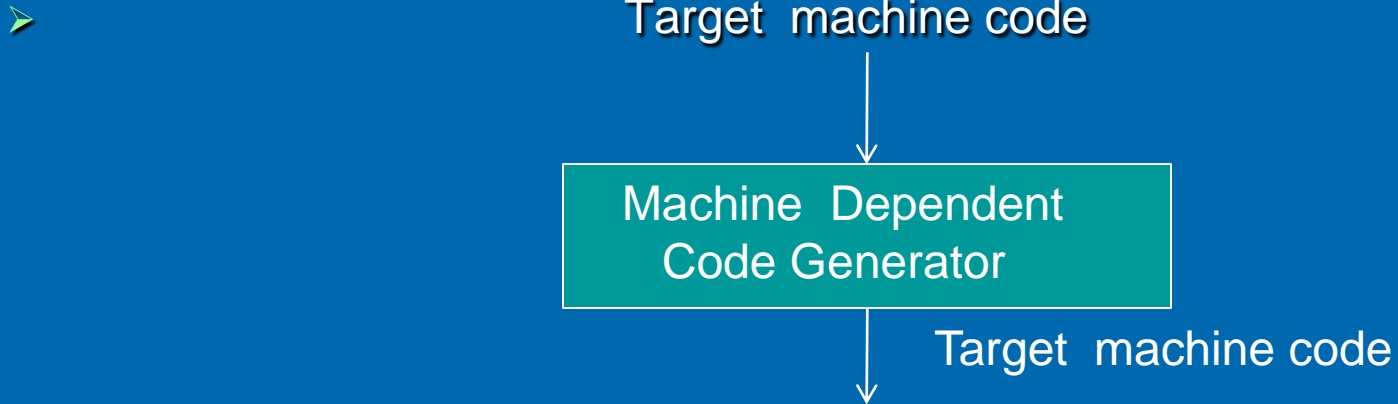 Target machine code
Machine Dependent
Code Generator
Target machine code